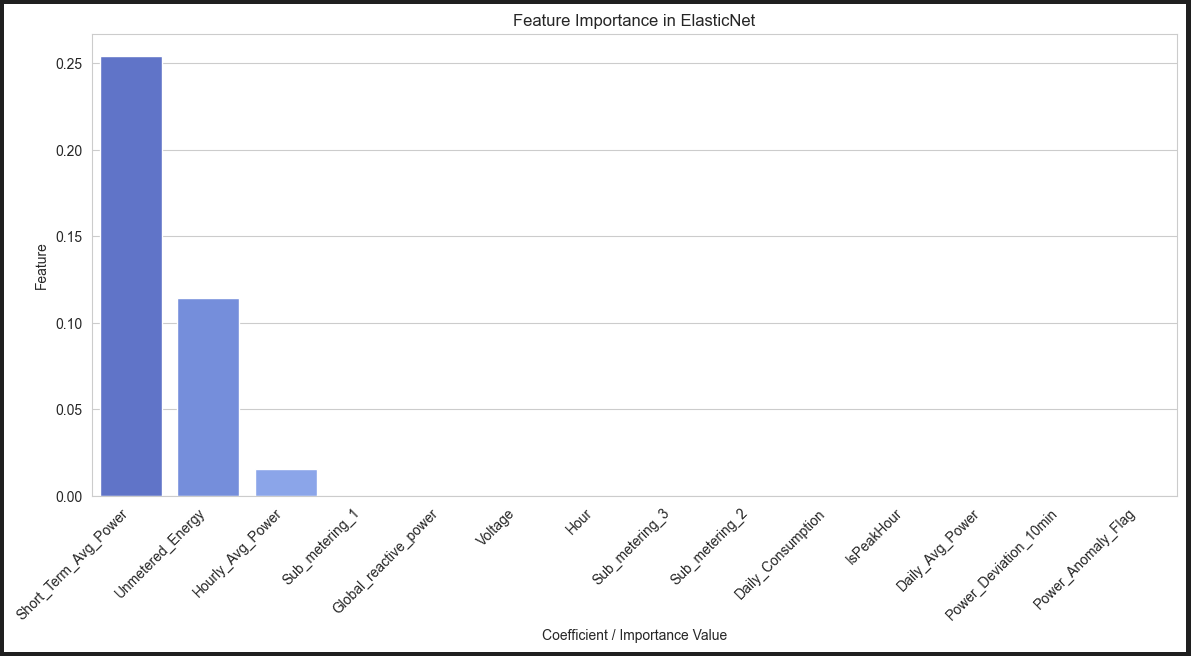 Feature Importance in ElasticNet
Feature
0.25
0.20
0.15
0.10
0.05
0.00
Short_Term_Avg_Power
Unmetered_Energy
Hourly_Avg_Power
Sub_metering_1
Global_reactive_power
Voltage
Hour
Sub_metering_3
Sub_metering_2
Daily_Consumption
IsPeakHour
Daily_Avg_Power
Power_Deviation_10min
Power_Anomaly_Flag
Coefficient / Importance Value